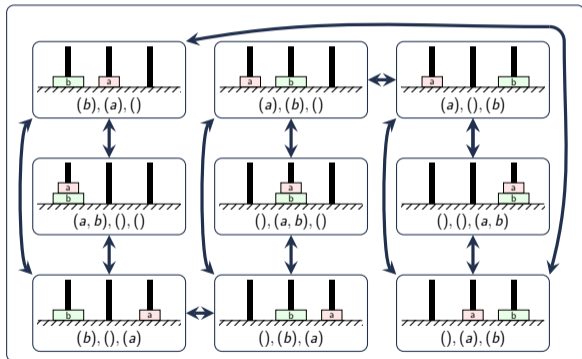 b a
(b), (a), ()
a b
(a), (b), ()
a b
(a), (), (b)
a
b
(a, b), (), ()
a
b
(), (a, b), ()
a
b
(), (), (a, b)
b a
(b), (), (a)
b a
(), (b), (a)
a b
(), (a), (b)